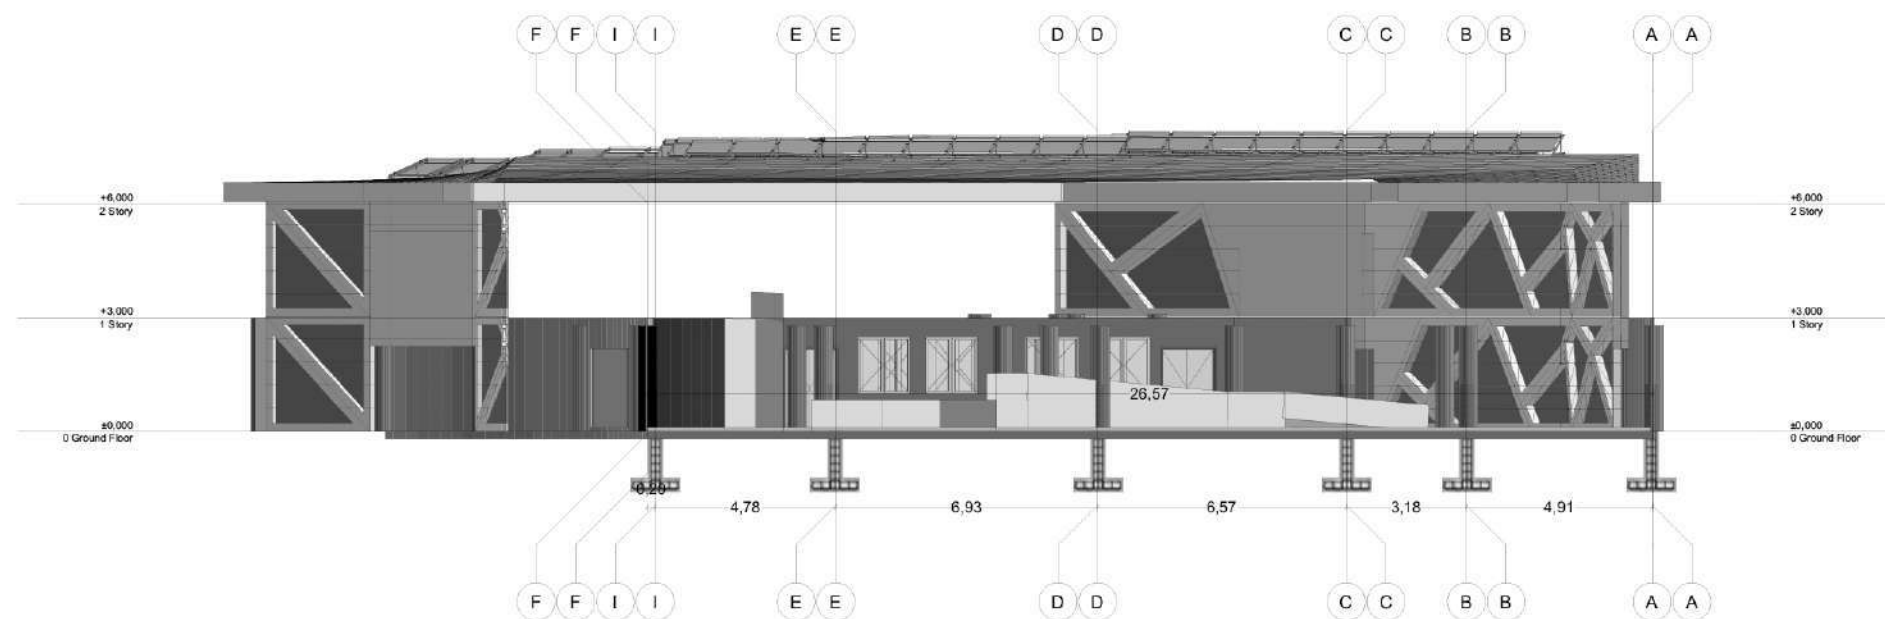 F F I I E E D D C C B B A A
+6,000 +6,000
2 Story 2 Story
+3,000 +3,000
1 Story 1 Story
26,57
±0,000 ±0,000
0 Ground Floor 0 Ground Floor
0,20
4,78 6,93 6,57 3,18 4,91
F F I I E E D D C C B B A A